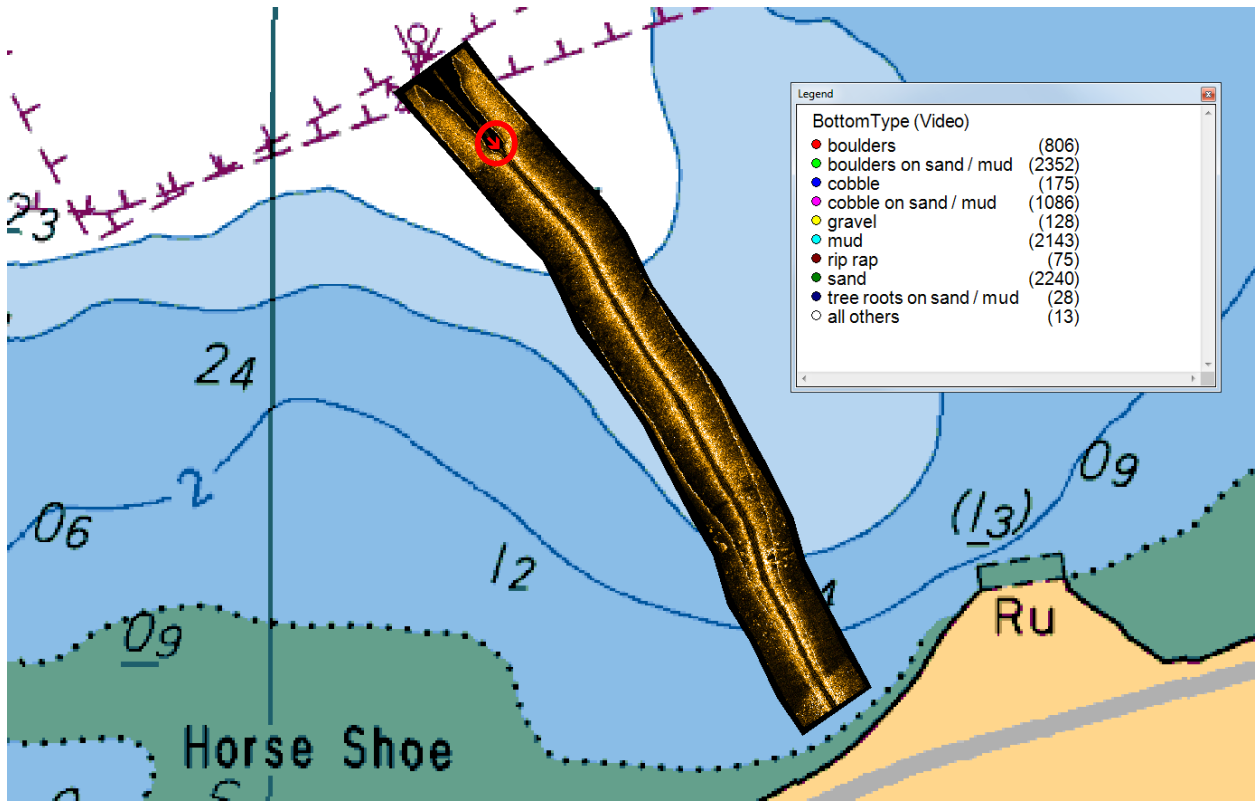 Legend
BottomType (Video)
boulders (806)
boulders on sand / mud (2352)
cobble (175)
cobble on sand / mud (1086)
gravel (128)
mud (2143)
rip rap (75)
sand (2240)
tree roots on sand / mud (28)
all others (13)
23
24
09
2
06
(13)
12
4
Ru
09
Horse Shoe